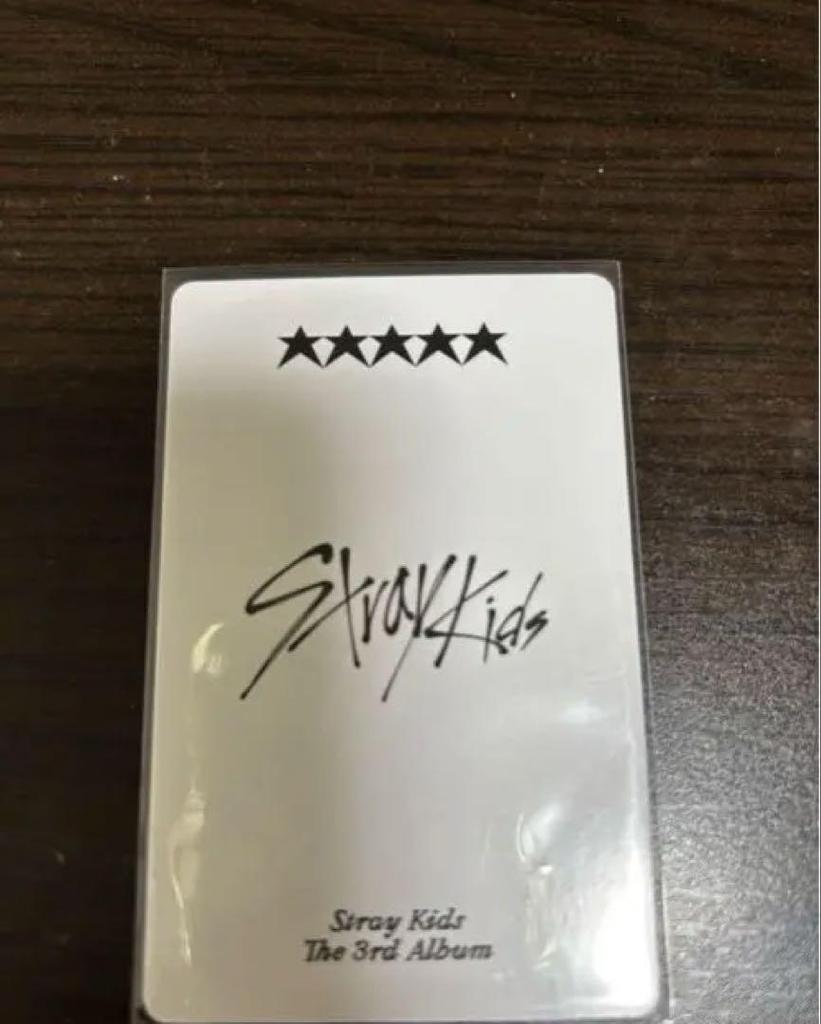 ★★★★★
Stray Kids
Stray Kids
The 3rd Album